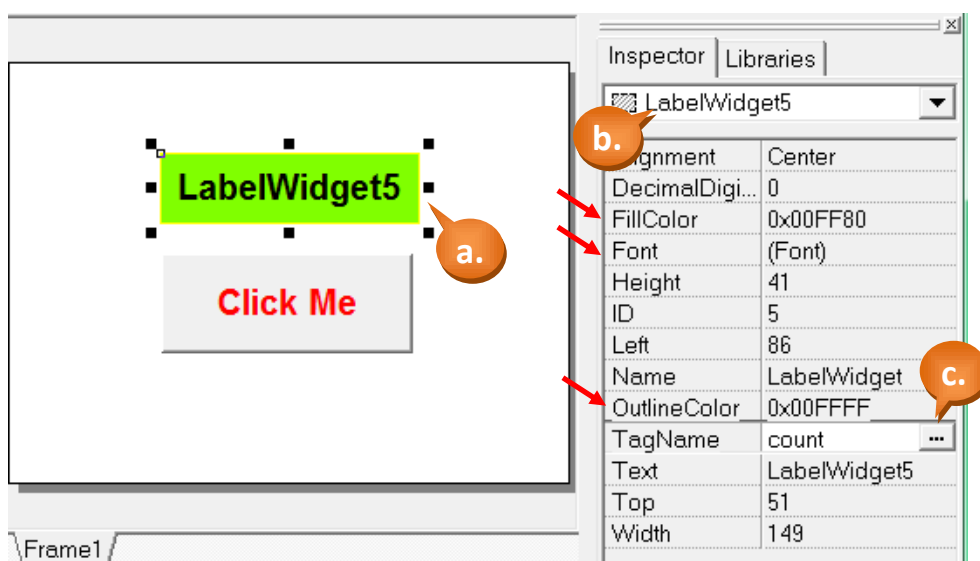 Inspector Libraries
LabelWidget5
b.
Alignment Center
DecimalDigi... 0
FillColor 0x00FF80
Font (Font)
Height 41
ID 5
Left 86
Name LabelWidget
c.
OutlineColor 0x00FFFF
TagName count ...
Text LabelWidget5
Top 51
Width 149
LabelWidget5
a.
Click Me
Frame1